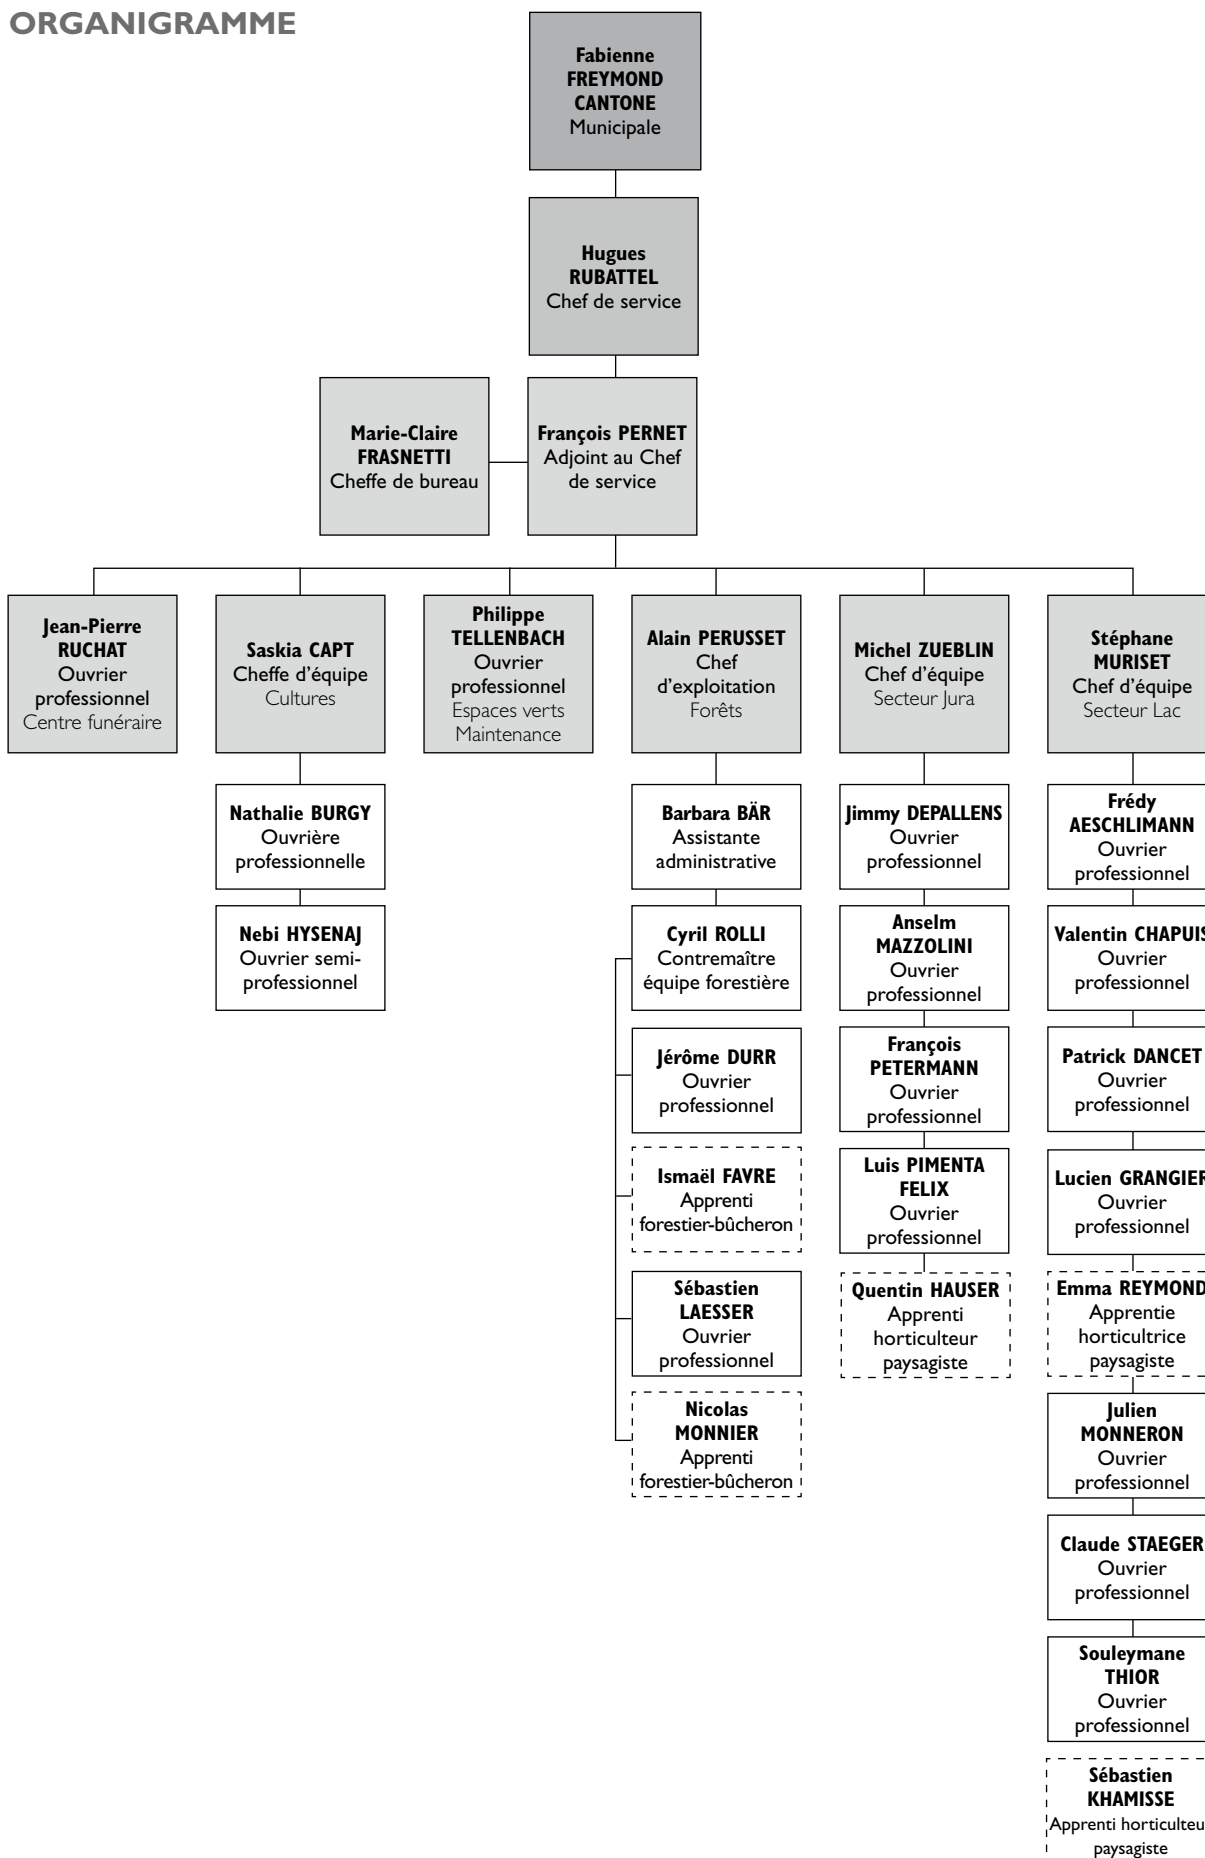 ORGANIGRAMME
Fabienne
FREYMOND
CANTONE
Municipale
Hugues
RUBATTEL
Chef de service
Marie-Claire
FRASNETTI
Cheffe de bureau
François PERNET
Adjoint au Chef
de service
Jean-Pierre
RUCHAT
Ouvrier
professionnel
Centre funéraire
Saskia CAPT
Cheffe d'équipe
Cultures
Philippe
TELLENBACH
Ouvrier
professionnel
Espaces verts
Maintenance
Alain PERUSSET
Chef
d'exploitation
Forêts
Michel ZUEBLIN
Chef d'équipe
Secteur Jura
Stéphane
MURISET
Chef d'équipe
Secteur Lac
Nathalie BURGY
Ouvrière
professionnelle
Nebi HYSENAJ
Ouvrier semi-
professionnel
Barbara BÄR
Assistante
administrative
Cyril ROLLI
Contremaître
équipe forestière
Jérôme DURR
Ouvrier
professionnel
Ismaël FAVRE
Apprenti
forestier-bûcheron
Sébastien
LAESSER
Ouvrier
professionnel
Nicolas
MONNIER
Apprenti
forestier-bûcheron
Jimmy DEPALLENS
Ouvrier
professionnel
Anselm
MAZZOLINI
Ouvrier
professionnel
François
PETERMANN
Ouvrier
professionnel
Luis PIMENTA
FELIX
Ouvrier
professionnel
Quentin HAUSER
Apprenti
horticulteur
paysagiste
Frédy
AESCHLIMANN
Ouvrier
professionnel
Valentin CHAPUIS
Ouvrier
professionnel
Patrick DANCET
Ouvrier
professionnel
Lucien GRANGIER
Ouvrier
professionnel
Emma REYMOND
Apprentie
horticultrice
paysagiste
Julien
MONNERON
Ouvrier
professionnel
Claude STAEGER
Ouvrier
professionnel
Souleymane
THIOR
Ouvrier
professionnel
Sébastien
KHAMISSE
Apprenti horticulteu
paysagiste